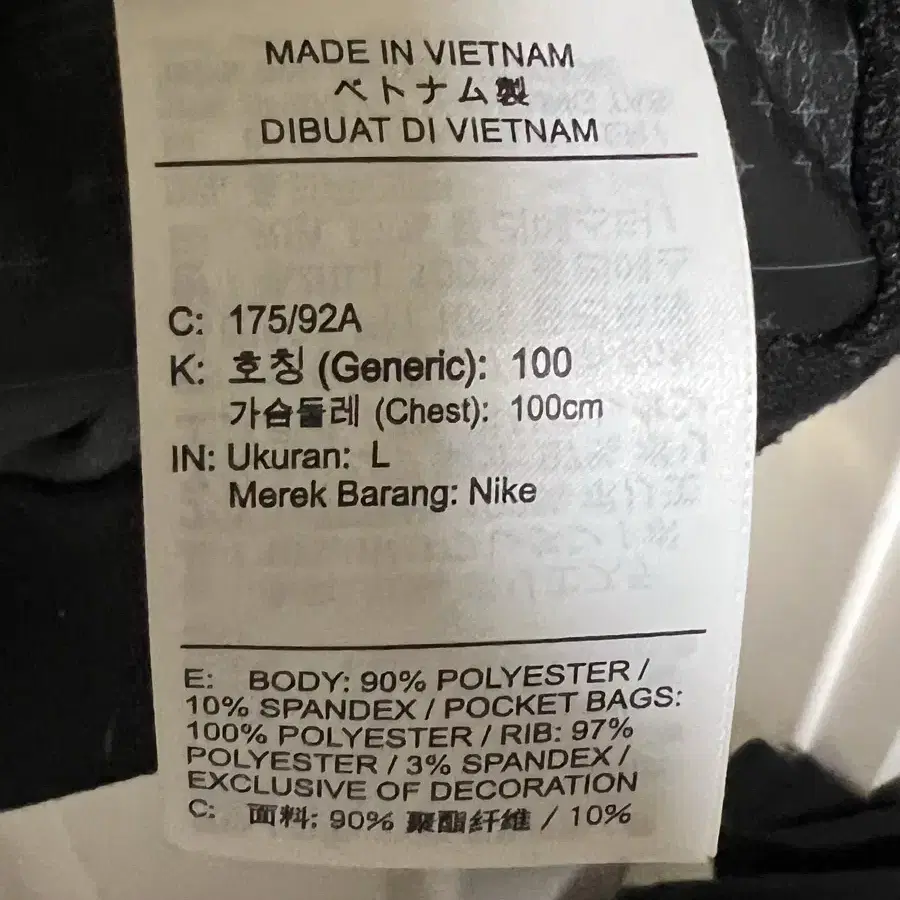 MADE IN VIETNAM
ベトナム製
DIBUAT DI VIETNAM
C: 175/92A
K: 호칭 (Generic): 100
가슴둘레 (Chest): 100cm
IN: Ukuran: L
Merek Barang: Nike
E: BODY: 90% POLYESTER /
10% SPANDEX / POCKET BAGS:
100% POLYESTER / RIB: 97%
POLYESTER / 3% SPANDEX /
EXCLUSIVE OF DECORATION
C: 面料: 90% 聚酯纤维 / 10%